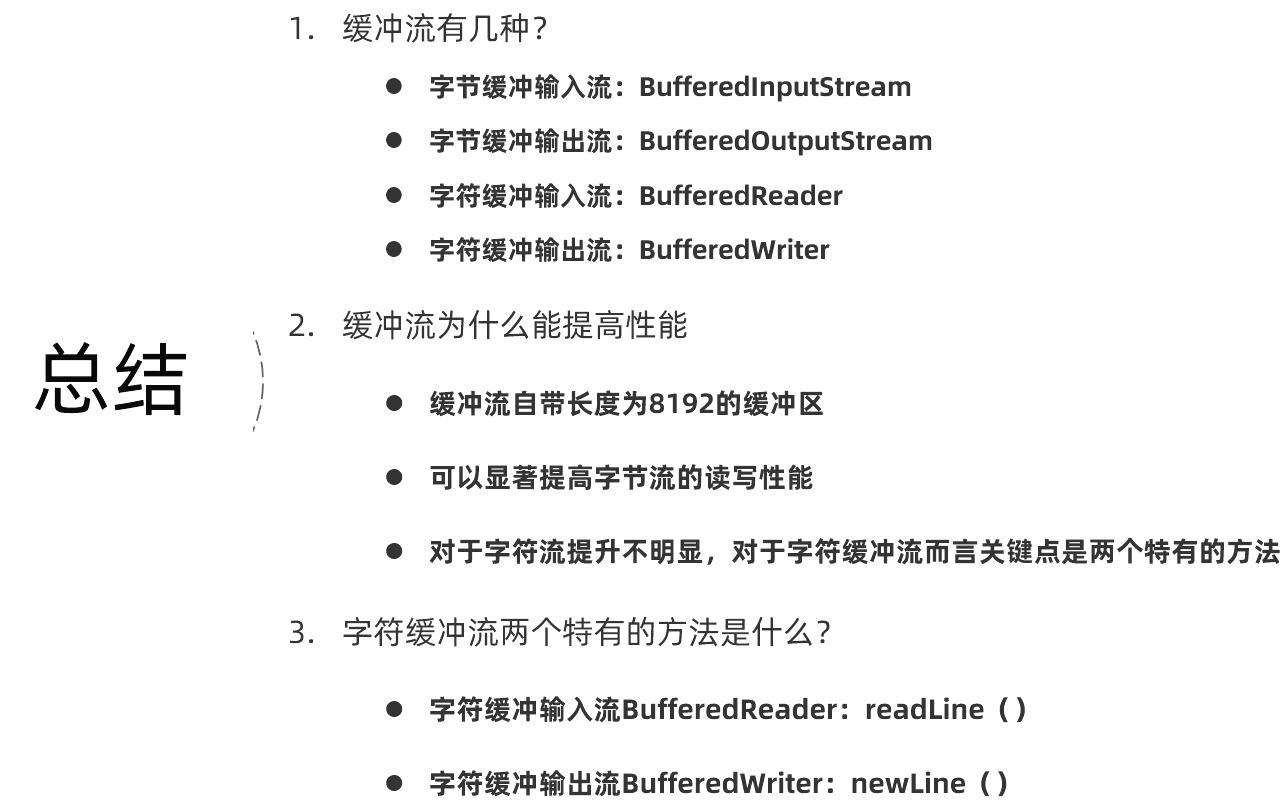 总结
1. 缓冲流有几种？
● 字节缓冲输入流：BufferedInputStream
● 字节缓冲输出流：BufferedOutputStream
● 字符缓冲输入流：BufferedReader
● 字符缓冲输出流：BufferedWriter
2. 缓冲流为什么能提高性能
● 缓冲流自带长度为8192的缓冲区
● 可以显著提高字节流的读写性能
● 对于字符流提升不明显，对于字符缓冲流而言关键点是两个特有的方法
3. 字符缓冲流两个特有的方法是什么？
● 字符缓冲输入流BufferedReader：readLine（）
● 字符缓冲输出流BufferedWriter：newLine（）